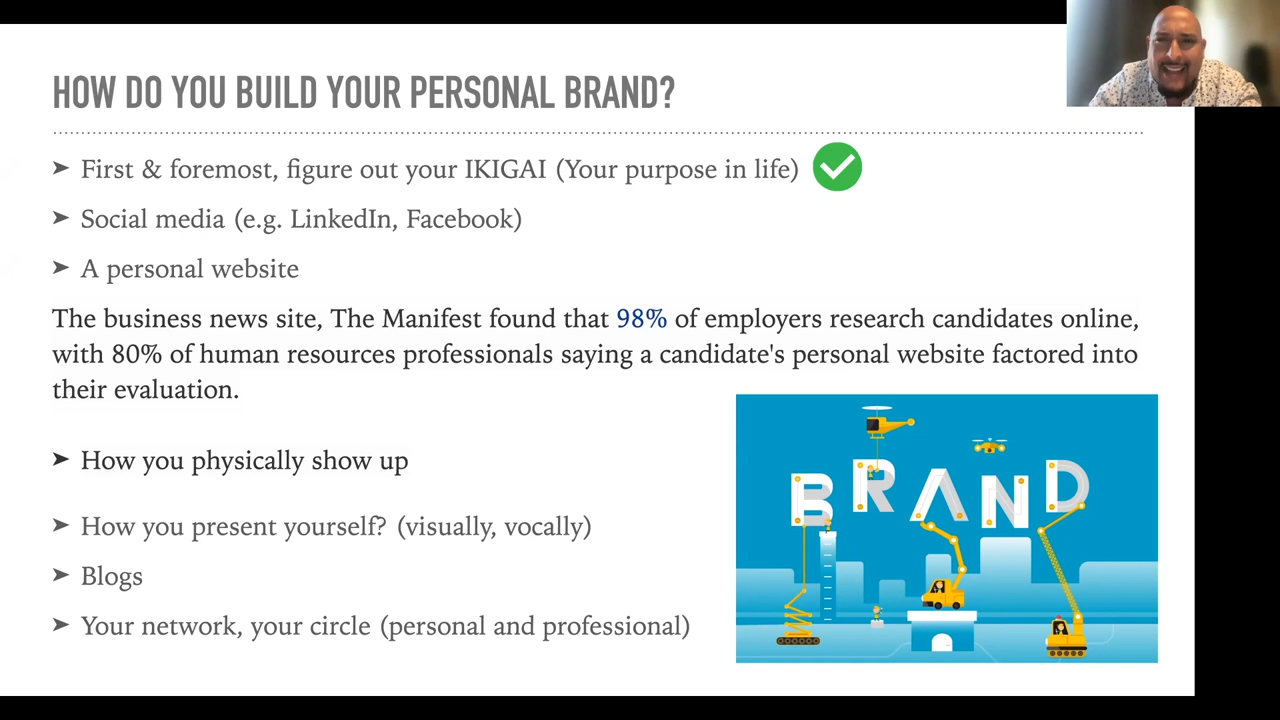 HOW DO YOU BUILD YOUR PERSONAL BRAND?
➤ First & foremost, figure out your IKIGAI (Your purpose in life)
➤ Social media (e.g. LinkedIn, Facebook)
➤ A personal website
The business news site, The Manifest found that 98% of employers research candidates online,
with 80% of human resources professionals saying a candidate's personal website factored into
their evaluation.
➤ How you physically show up
BRAND
➤ How you present yourself? (visually, vocally)
➤ Blogs
➤ Your network, your circle (personal and professional)